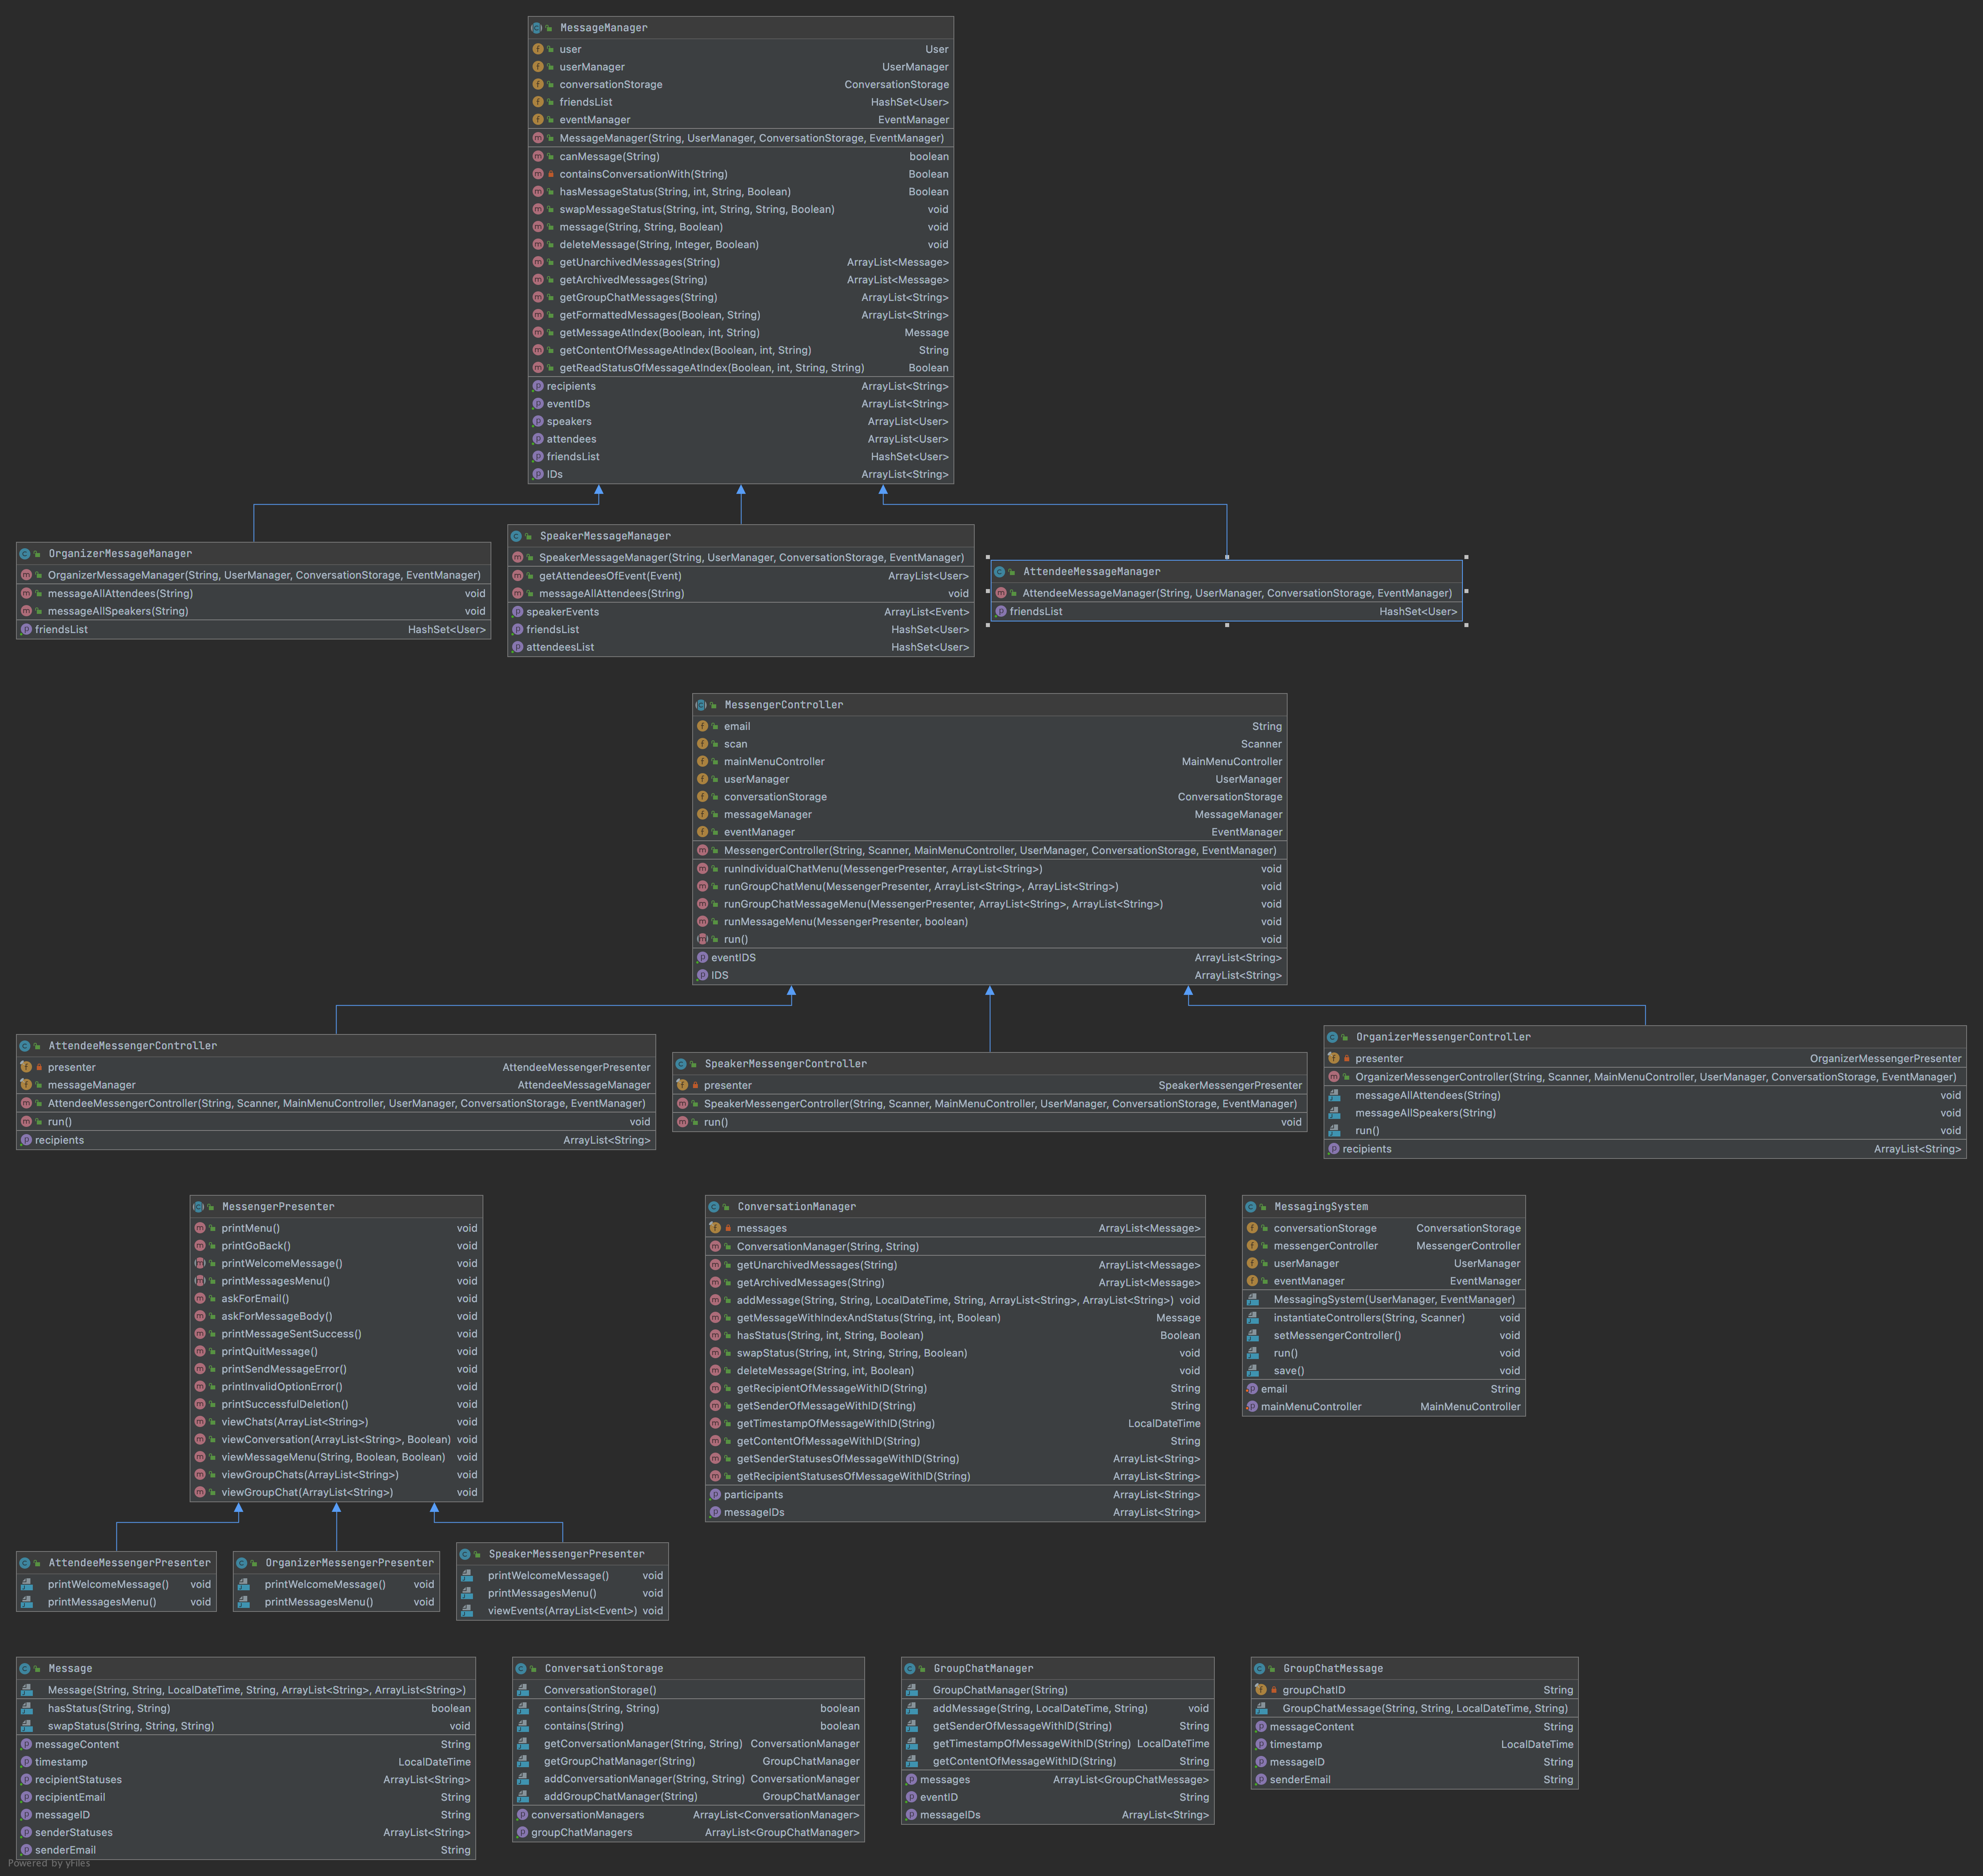 MessageManager
user User
userManager UserManager
conversationStorage ConversationStorage
friendsList HashSet<User>
eventManager EventManager
MessageManager(String, UserManager, ConversationStorage, EventManager)
canMessage(String) boolean
containsConversationWith(String) Boolean
hasMessageStatus(String, int, String, Boolean) Boolean
swapMessageStatus(String, int, String, String, Boolean) void
message(String, String, Boolean) void
deleteMessage(String, Integer, Boolean) void
getUnarchivedMessages(String) ArrayList<Message>
getArchivedMessages(String) ArrayList<Message>
getGroupChatMessages(String) ArrayList<String>
getFormattedMessages(Boolean, String) ArrayList<String>
getMessageAtIndex(Boolean, int, String) Message
getContentOfMessageAtIndex(Boolean, int, String) String
getReadStatusOfMessageAtIndex(Boolean, int, String, String) Boolean
recipients ArrayList<String>
eventIDs ArrayList<String>
speakers ArrayList<User>
attendees ArrayList<User>
friendsList HashSet<User>
IDs ArrayList<String>
OrganizerMessageManager
OrganizerMessageManager(String, UserManager, ConversationStorage, EventManager)
messageAllAttendees(String) void
messageAllSpeakers(String) void
friendsList HashSet<User>
SpeakerMessageManager
SpeakerMessageManager(String, UserManager, ConversationStorage, EventManager)
getAttendeesOfEvent(Event) ArrayList<User>
messageAllAttendees(String) void
speakerEvents ArrayList<Event>
friendsList HashSet<User>
attendeesList HashSet<User>
AttendeeMessageManager
AttendeeMessageManager(String, UserManager, ConversationStorage, EventManager)
friendsList HashSet<User>
MessengerController
email String
scan Scanner
mainMenuController MainMenuController
userManager UserManager
conversationStorage ConversationStorage
messageManager MessageManager
eventManager EventManager
MessengerController(String, Scanner, MainMenuController, UserManager, ConversationStorage, EventManager)
runIndividualChatMenu(MessengerPresenter, ArrayList<String>) void
runGroupChatMenu(MessengerPresenter, ArrayList<String>, ArrayList<String>) void
runGroupChatMessageMenu(MessengerPresenter, ArrayList<String>, ArrayList<String>) void
runMessageMenu(MessengerPresenter, boolean) void
run() void
eventIDS ArrayList<String>
IDS ArrayList<String>
AttendeeMessengerController
presenter AttendeeMessengerPresenter
messageManager AttendeeMessageManager
AttendeeMessengerController(String, Scanner, MainMenuController, UserManager, ConversationStorage, EventManager)
run() void
recipients ArrayList<String>
SpeakerMessengerController
presenter SpeakerMessengerPresenter
SpeakerMessengerController(String, Scanner, MainMenuController, UserManager, ConversationStorage, EventManager)
run() void
OrganizerMessengerController
presenter OrganizerMessengerPresenter
OrganizerMessengerController(String, Scanner, MainMenuController, UserManager, ConversationStorage, EventManager)
messageAllAttendees(String) void
messageAllSpeakers(String) void
run() void
recipients ArrayList<String>
MessengerPresenter
printMenu() void
printGoBack() void
printWelcomeMessage() void
printMessagesMenu() void
askForEmail() void
askForMessageBody() void
printMessageSentSuccess() void
printQuitMessage() void
printSendMessageError() void
printInvalidOptionError() void
printSuccessfulDeletion() void
viewChats(ArrayList<String>) void
viewConversation(ArrayList<String>, Boolean) void
viewMessageMenu(String, Boolean, Boolean) void
viewGroupChats(ArrayList<String>) void
viewGroupChat(ArrayList<String>) void
ConversationManager
messages ArrayList<Message>
ConversationManager(String, String)
getUnarchivedMessages(String) ArrayList<Message>
getArchivedMessages(String) ArrayList<Message>
addMessage(String, String, LocalDateTime, String, ArrayList<String>, ArrayList<String>) void
getMessageWithIndexAndStatus(String, int, Boolean) Message
hasStatus(String, int, String, Boolean) Boolean
swapStatus(String, int, String, String, Boolean) void
deleteMessage(String, int, Boolean) void
getRecipientOfMessageWithID(String) String
getSenderOfMessageWithID(String) String
getTimestampOfMessageWithID(String) LocalDateTime
getContentOfMessageWithID(String) String
getSenderStatusesOfMessageWithID(String) ArrayList<String>
getRecipientStatusesOfMessageWithID(String) ArrayList<String>
participants ArrayList<String>
messageIDs ArrayList<String>
MessagingSystem
conversationStorage ConversationStorage
messengerController MessengerController
userManager UserManager
eventManager EventManager
MessagingSystem(UserManager, EventManager)
instantiateControllers(String, Scanner) void
setMessengerController() void
run() void
save() void
email String
mainMenuController MainMenuController
AttendeeMessengerPresenter
printWelcomeMessage() void
printMessagesMenu() void
OrganizerMessengerPresenter
printWelcomeMessage() void
printMessagesMenu() void
SpeakerMessengerPresenter
printWelcomeMessage() void
printMessagesMenu() void
viewEvents(ArrayList<Event>) void
Message
Message(String, String, LocalDateTime, String, ArrayList<String>, ArrayList<String>)
hasStatus(String, String) boolean
swapStatus(String, String, String) void
messageContent String
timestamp LocalDateTime
recipientStatuses ArrayList<String>
recipientEmail String
messageID String
senderStatuses ArrayList<String>
senderEmail String
ConversationStorage
ConversationStorage()
contains(String, String) boolean
contains(String) boolean
getConversationManager(String, String) ConversationManager
getGroupChatManager(String) GroupChatManager
addConversationManager(String, String) ConversationManager
addGroupChatManager(String) GroupChatManager
conversationManagers ArrayList<ConversationManager>
groupChatManagers ArrayList<GroupChatManager>
GroupChatManager
GroupChatManager(String)
addMessage(String, LocalDateTime, String) void
getSenderOfMessageWithID(String) String
getTimestampOfMessageWithID(String) LocalDateTime
getContentOfMessageWithID(String) String
messages ArrayList<GroupChatMessage>
eventID String
messageIDs ArrayList<String>
GroupChatMessage
groupChatID String
GroupChatMessage(String, String, LocalDateTime, String)
messageContent String
timestamp LocalDateTime
messageID String
senderEmail String
Powered by yFiles